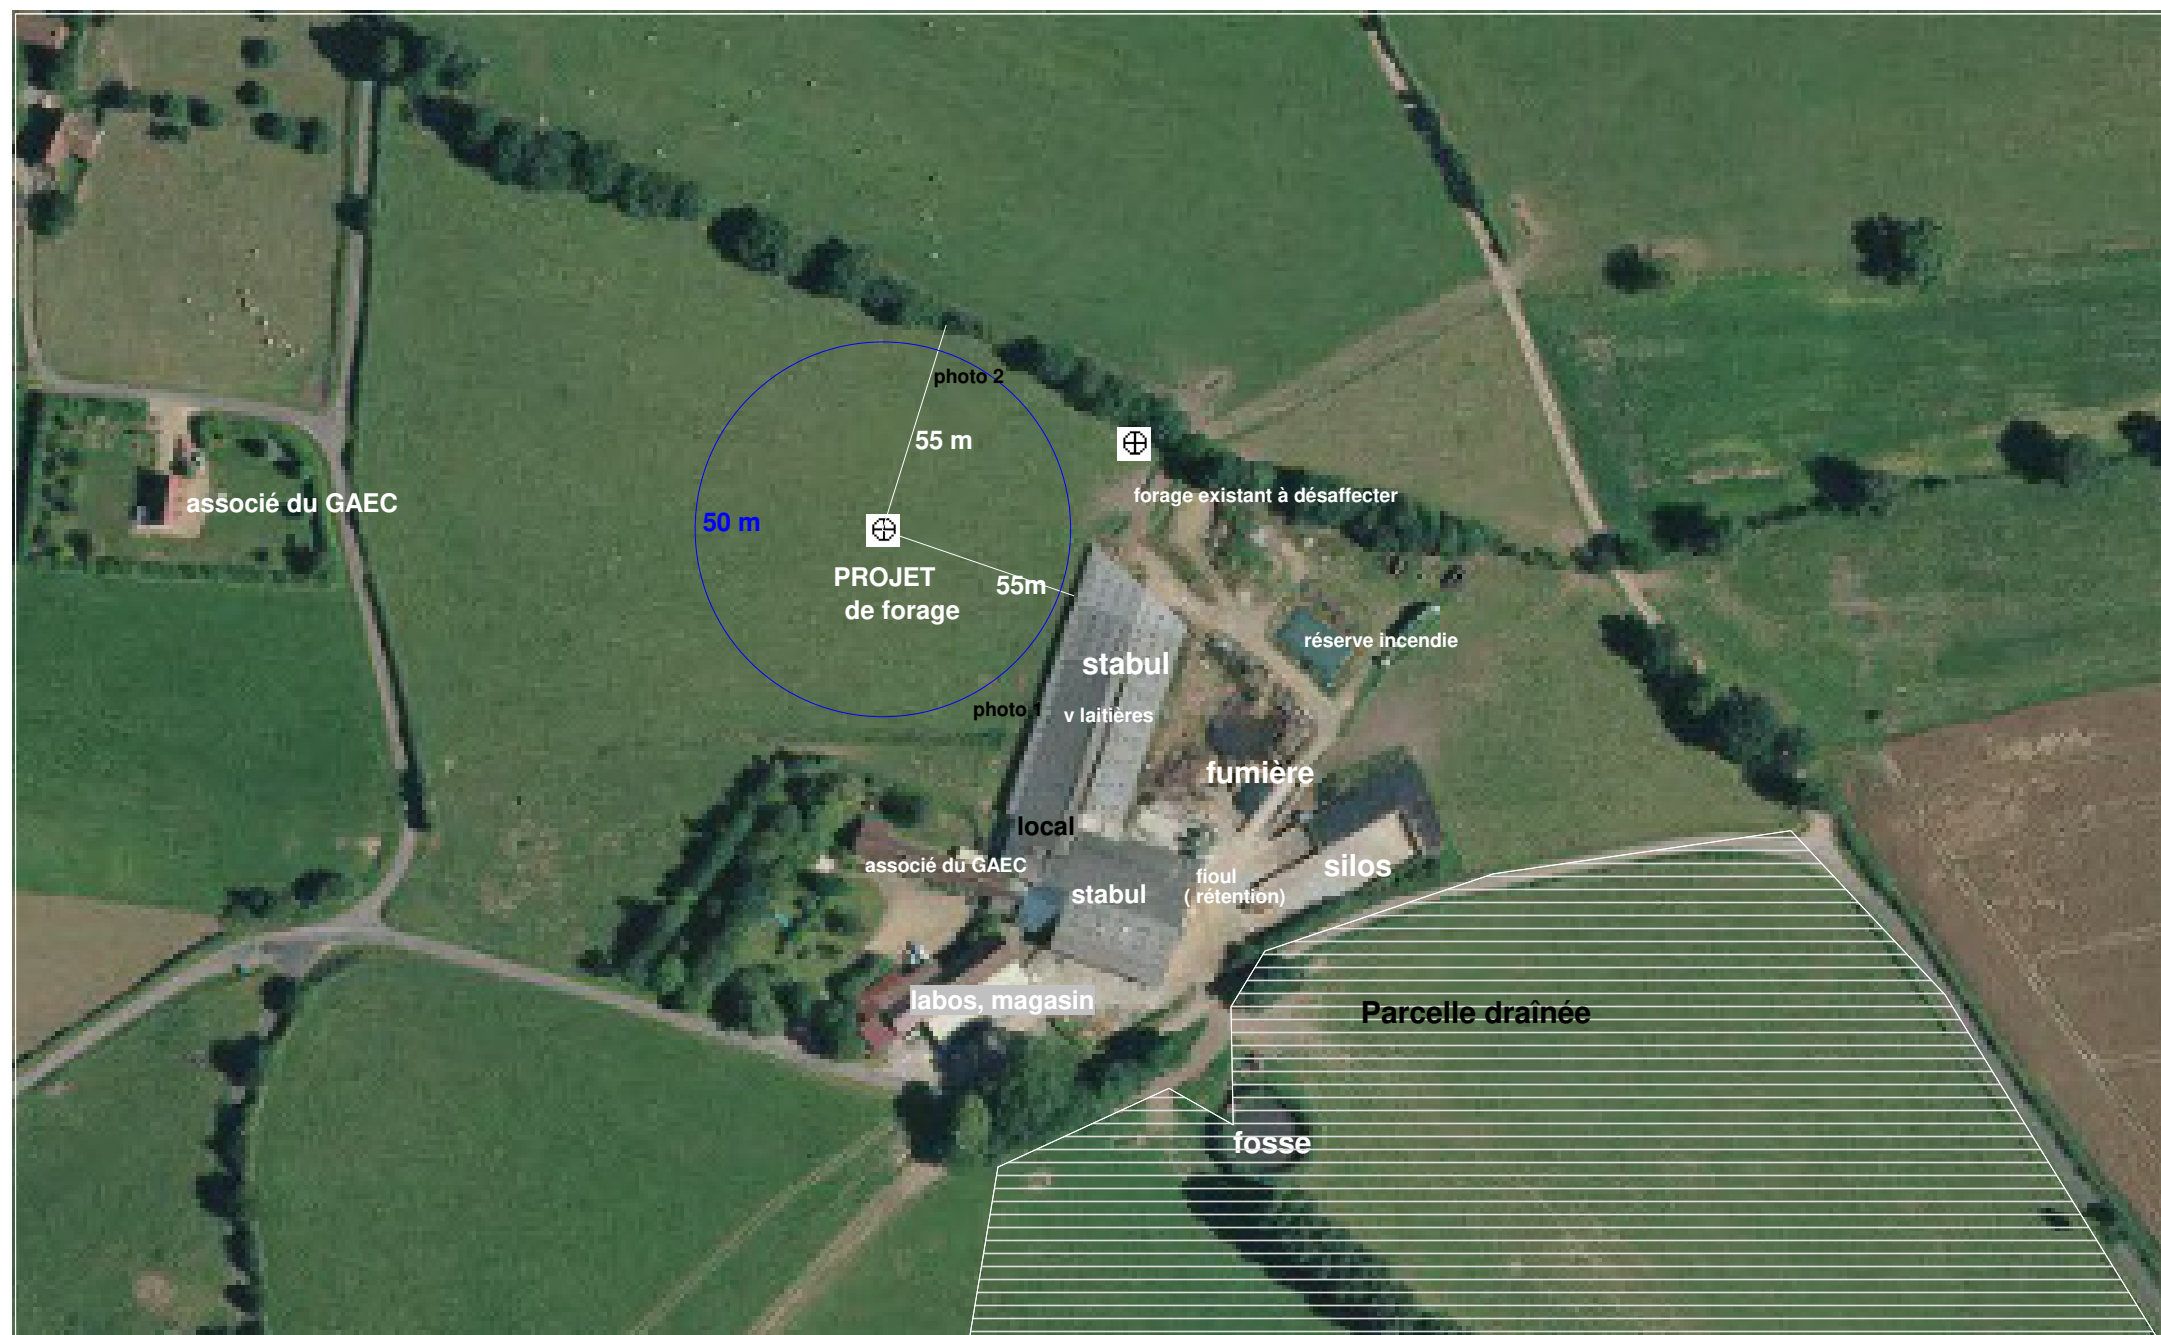 photo 2
55 m
forage existant à désaffecter
associé du GAEC
50 m
PROJET
de forage
55m
réserve incendie
stabul
photo 1
v laitières
fumière
local
associé du GAEC
silos
fioul
( rétention)
stabul
labos, magasin
Parcelle draînée
fosse